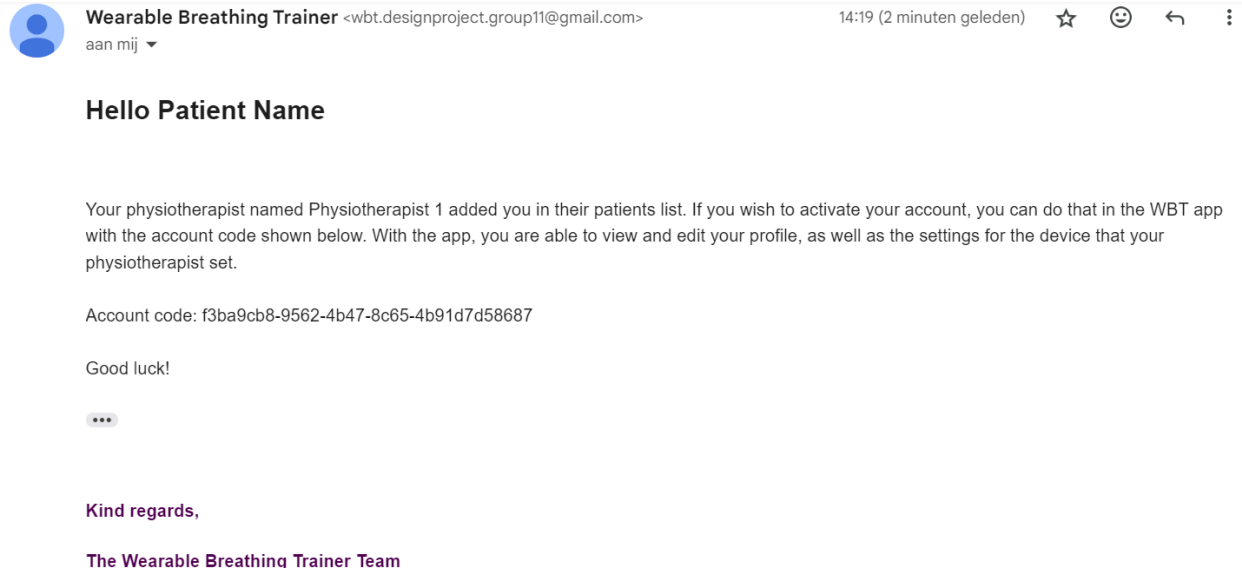 Wearable Breathing Trainer <wbt.designproject.group11@gmail.com> 14:19 (2 minuten geleden)
aan mij
Hello Patient Name
Your physiotherapist named Physiotherapist 1 added you in their patients list. If you wish to activate your account, you can do that in the WBT app
with the account code shown below. With the app, you are able to view and edit your profile, as well as the settings for the device that your
physiotherapist set.
Account code: f3ba9cb8-9562-4b47-8c65-4b91d7d58687
Good luck!
Kind regards,
The Wearable Breathing Trainer Team